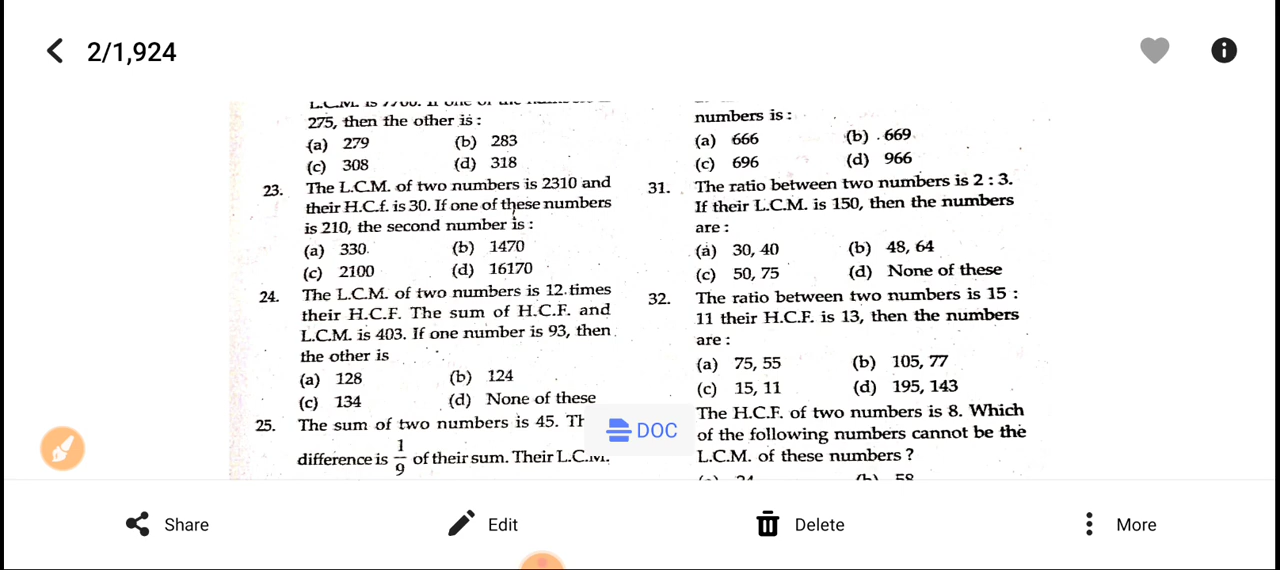 2/1,924
L.C.M. is 7700. If one of the numbers
275, then the other is :
(a) 279 (b) 283
(c) 308 (d) 318
23. The L.C.M. of two numbers is 2310 and
their H.C.f. is 30. If one of these numbers
is 210, the second number is :
(a) 330 (b) 1470
(c) 2100 (d) 16170
24. The L.C.M. of two numbers is 12 times
their H.C.F. The sum of H.C.F. and
L.C.M. is 403. If one number is 93, then
the other is
(a) 128 (b) 124
(c) 134 (d) None of these
25. The sum of two numbers is 45.
difference is 1/9 of their sum. Their L.C.M.
numbers is :
(a) 666 (b) 669
(c) 696 (d) 966
31. The ratio between two numbers is 2 : 3.
If their L.C.M. is 150, then the numbers
are :
(a) 30, 40 (b) 48, 64
(c) 50, 75 (d) None of these
32. The ratio between two numbers is 15 :
11 their H.C.F. is 13, then the numbers
are :
(a) 75, 55 (b) 105, 77
(c) 15, 11 (d) 195, 143
The H.C.F. of two numbers is 8. Which
of the following numbers cannot be the
L.C.M. of these numbers ?
DOC
Share Edit Delete More